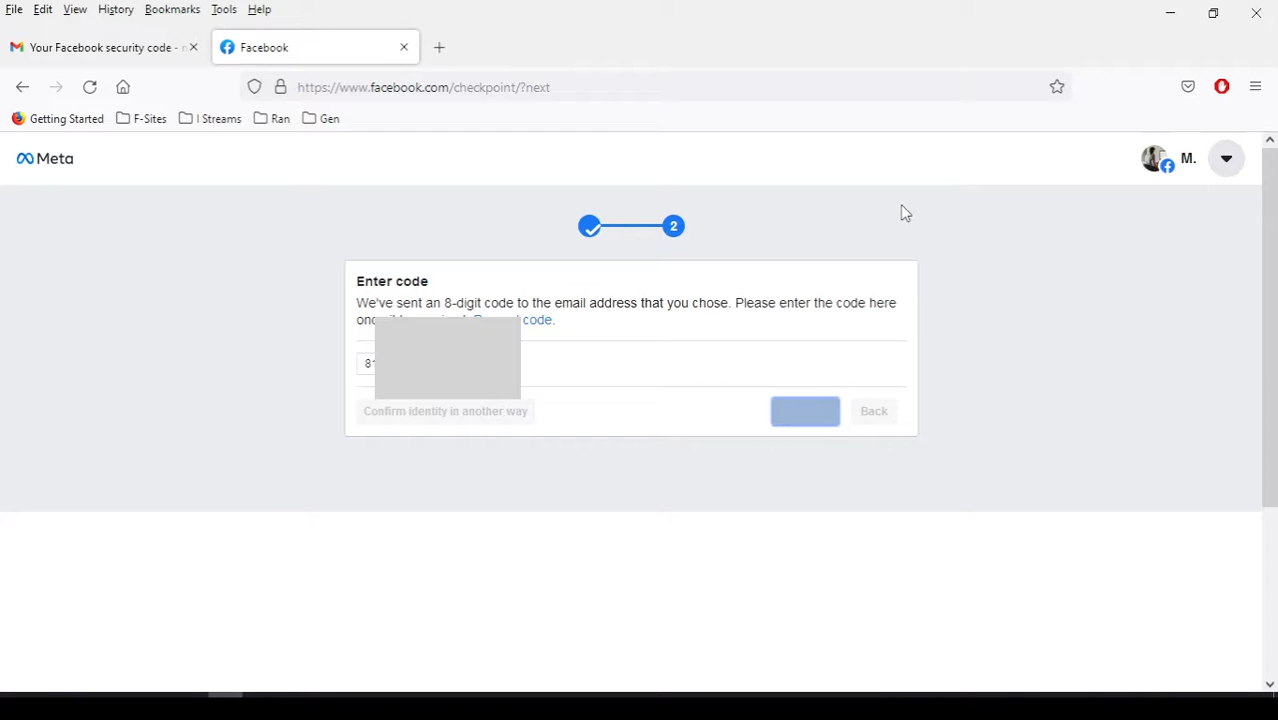 File Edit View History Bookmarks Tools Help
Your Facebook security code -
Facebook
https://www.facebook.com/checkpoint/?next
Getting Started F-Sites I Streams Ran Gen
Meta
M.
2
Enter code
We've sent an 8-digit code to the email address that you chose. Please enter the code here
code.
Confirm identity in another way
Back